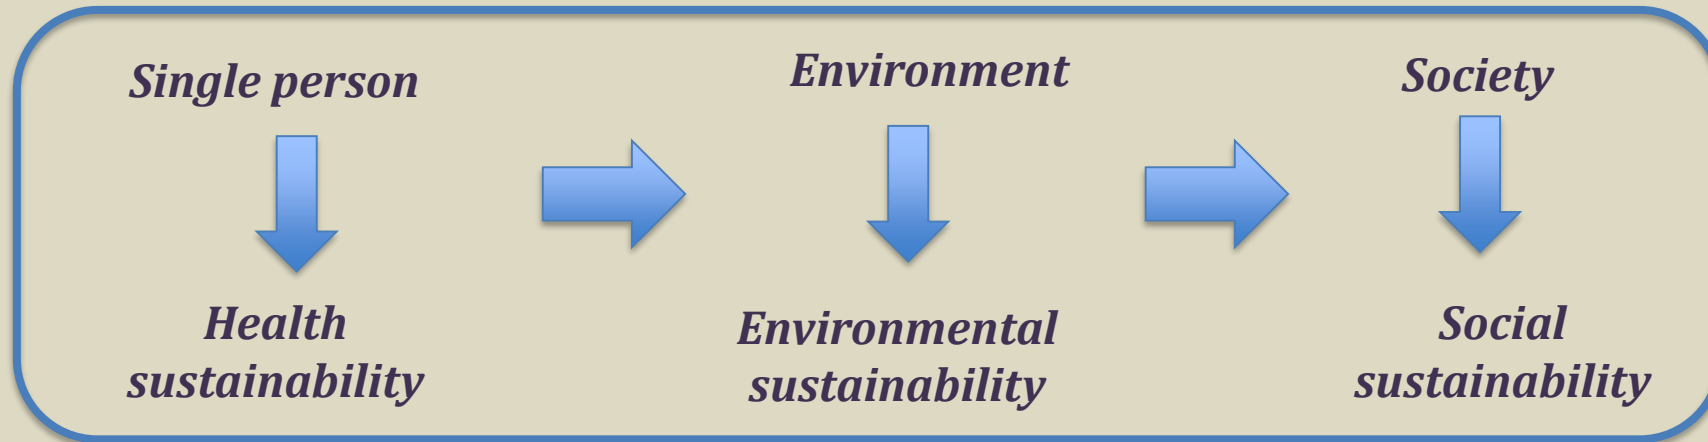 Single person
Environment
Society
Health
sustainability
Environmental
sustainability
Social
sustainability